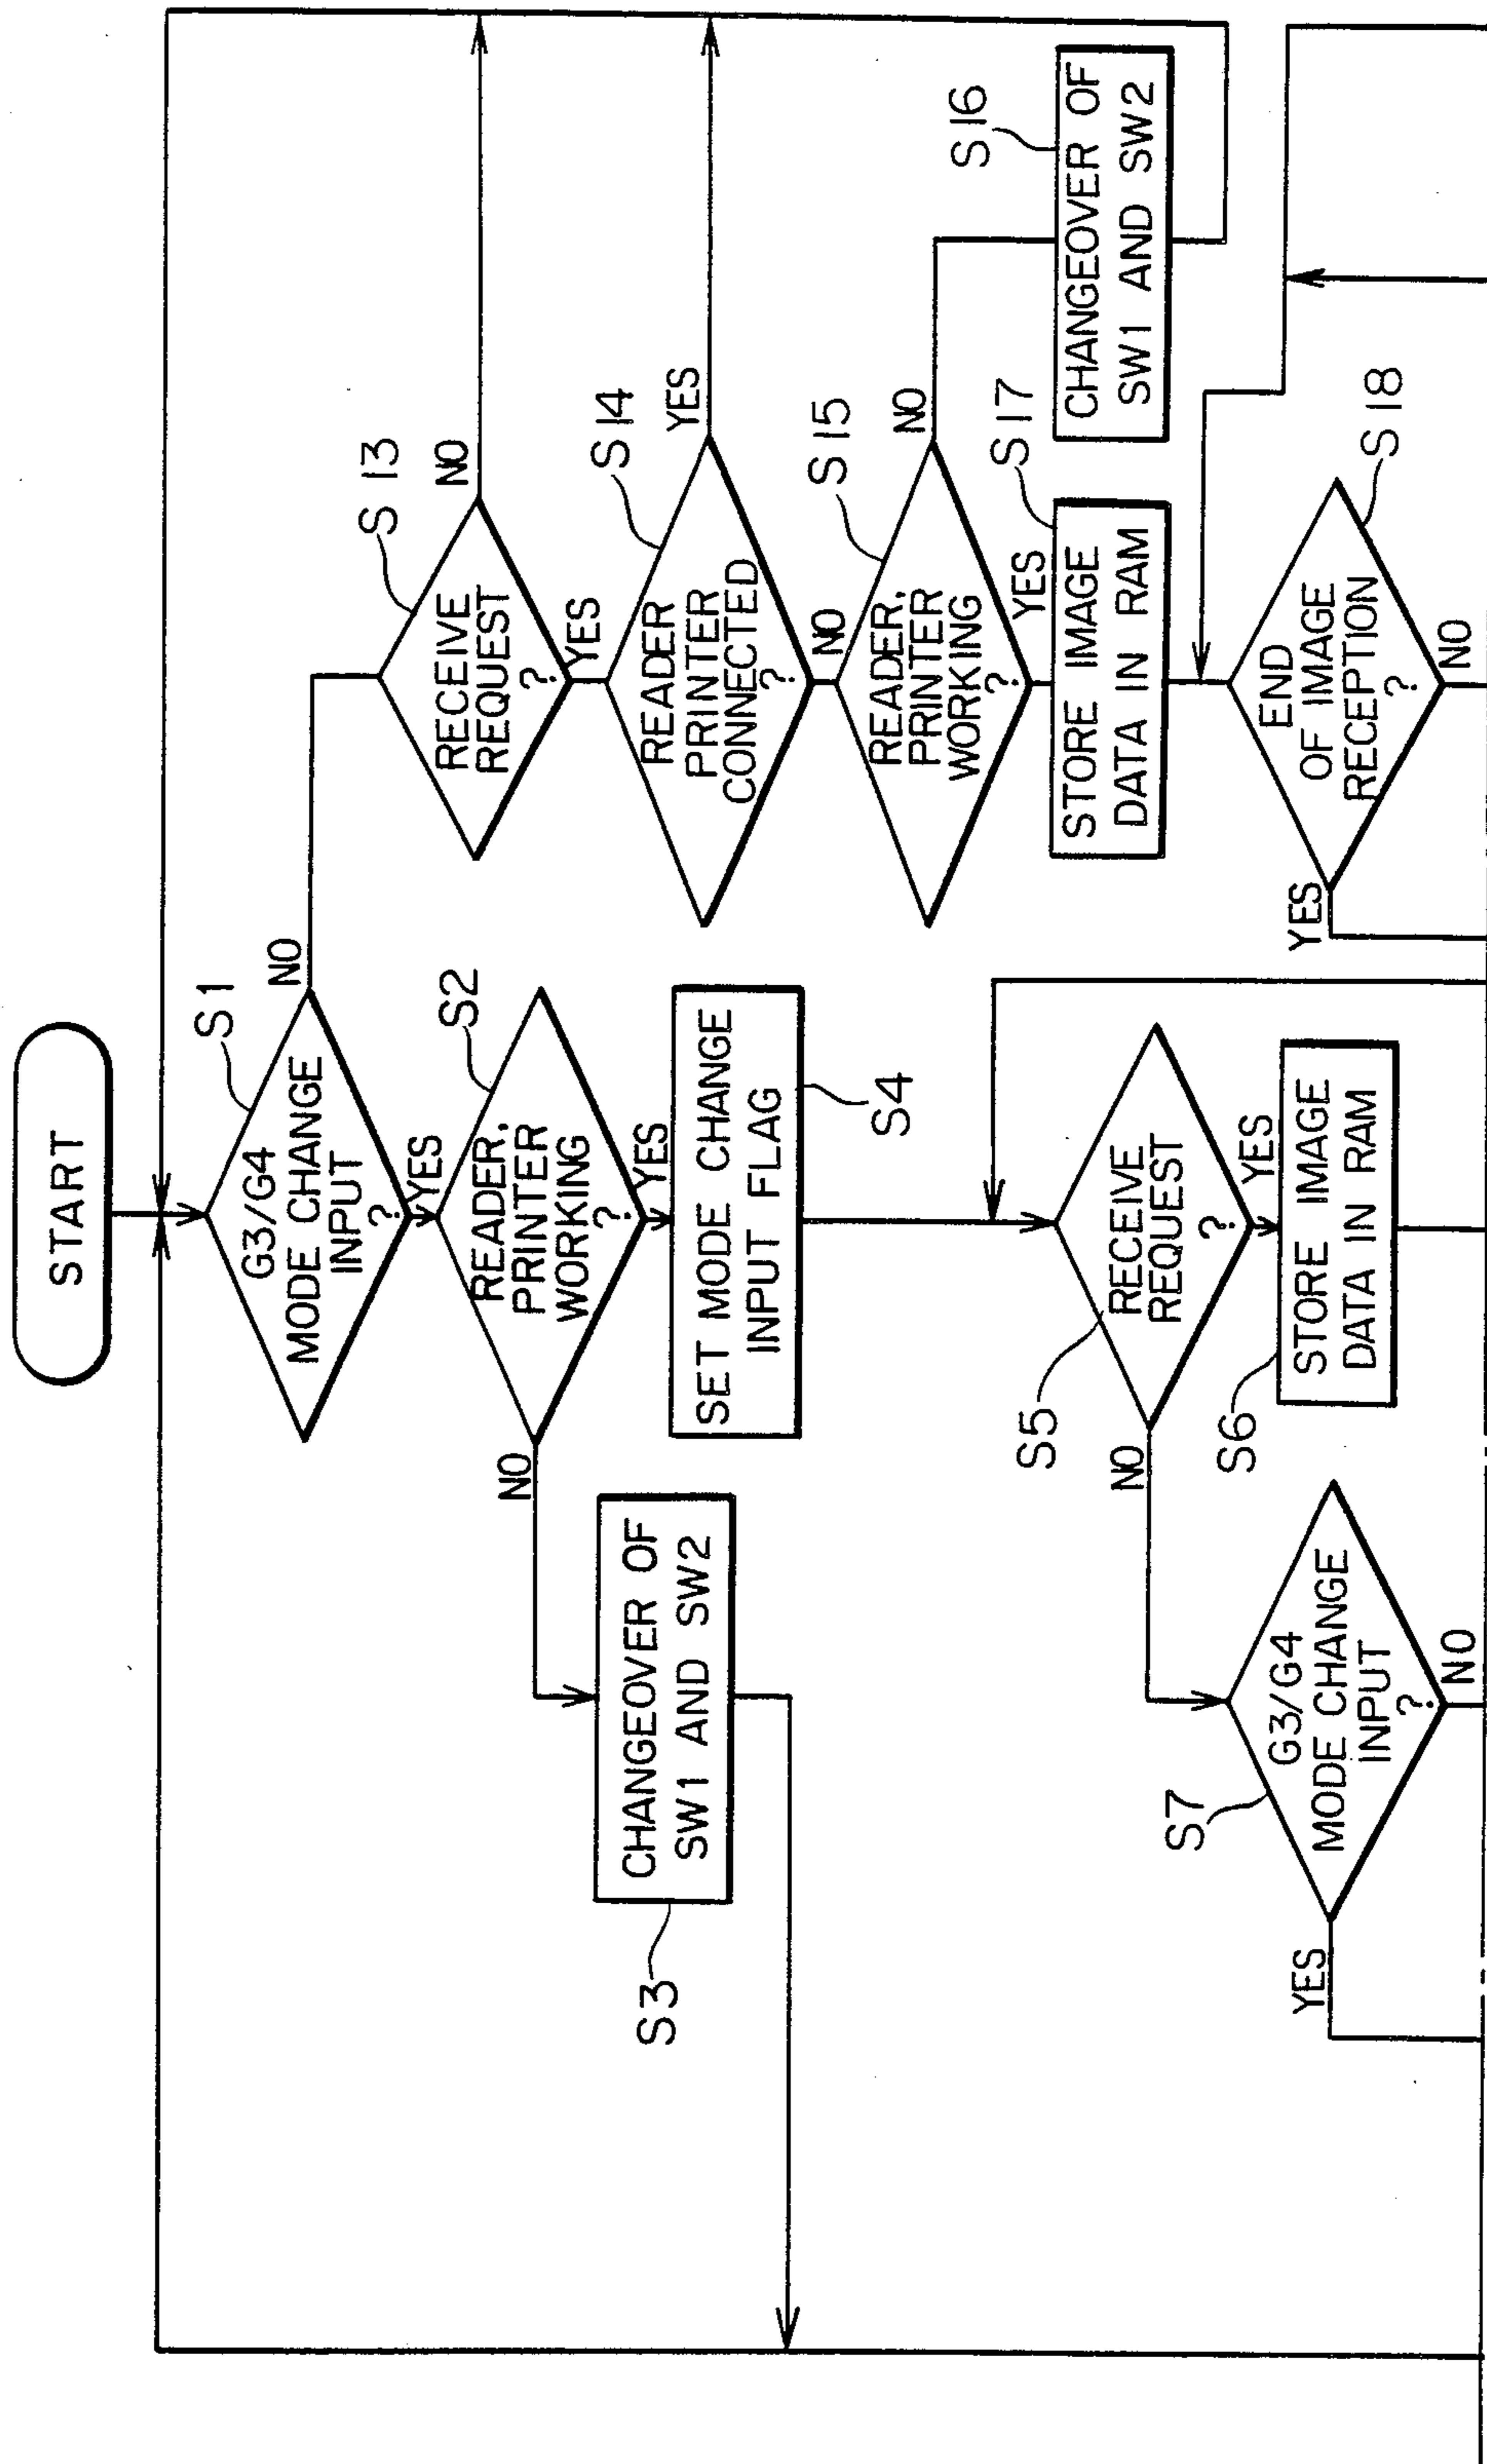 START
S1
G3/G4
MODE CHANGE
INPUT
?
NO
YES
S2
READER,
PRINTER
WORKING
?
NO
YES
CHANGEOVER OF
SW1 AND SW2
S3
SET MODE CHANGE
INPUT FLAG
S4
S5
RECEIVE
REQUEST
?
NO
YES
S6
STORE IMAGE
DATA IN RAM
S7
G3/G4
MODE CHANGE
INPUT
?
YES
NO
S13
RECEIVE
REQUEST
?
NO
YES
S14
READER
PRINTER
CONNECTED
?
YES
NO
S15
READER,
PRINTER
WORKING
?
NO
YES
S16
CHANGEOVER OF
SW1 AND SW2
S17
STORE IMAGE
DATA IN RAM
S18
END
OF IMAGE
RECEPTION
?
YES
NO